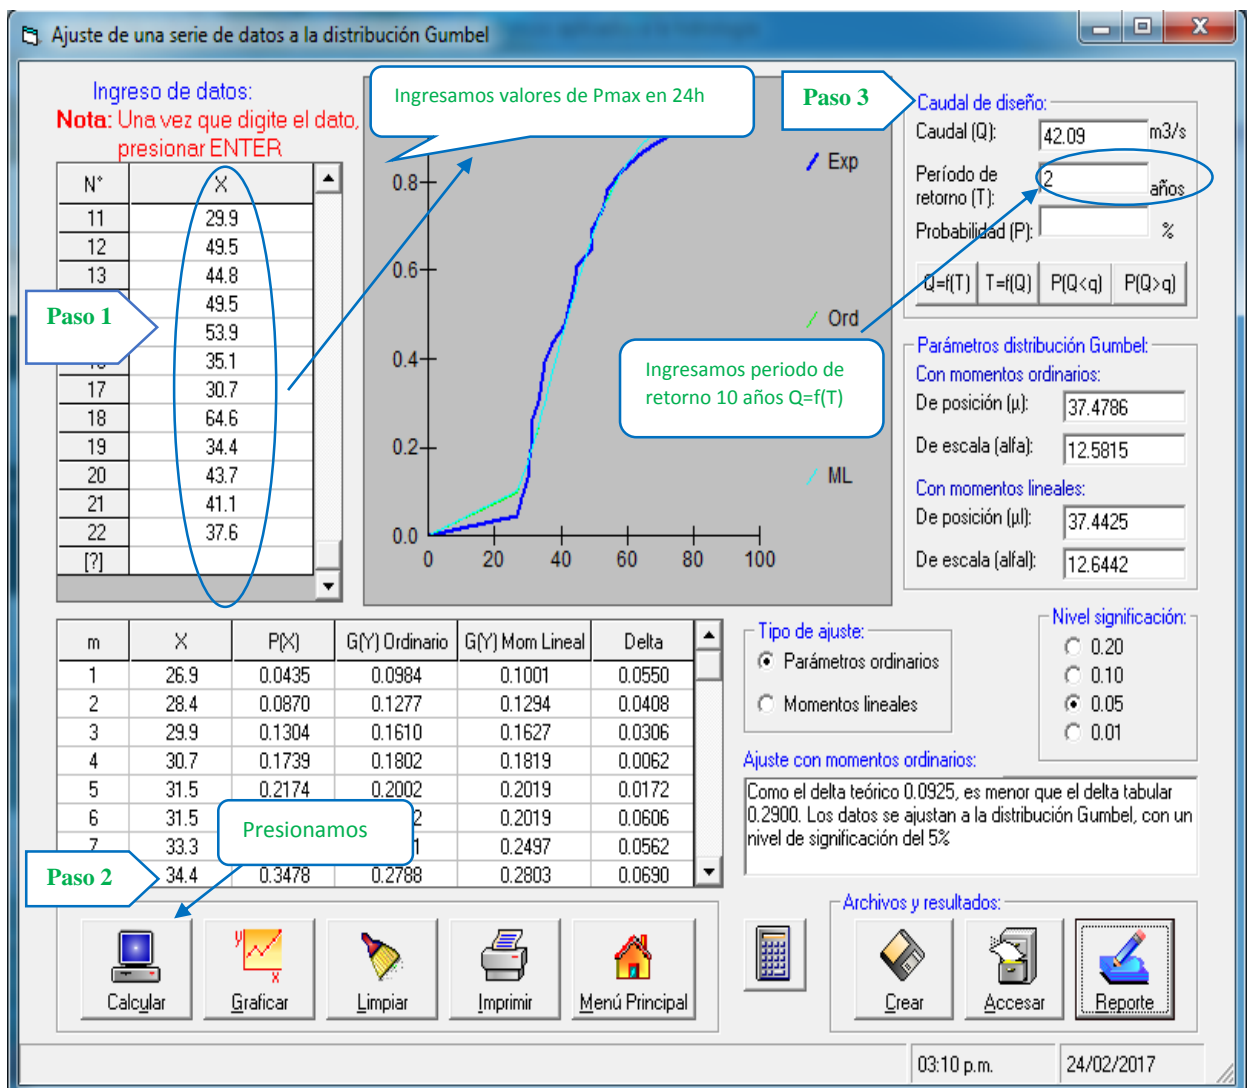 Ajuste de una serie de datos a la distribución Gumbel
Ingreso de datos:
Nota: Una vez que digite el dato,
presionar ENTER
N° X
11 29.9
12 49.5
13 44.8
49.5
53.9
35.1
17 30.7
18 64.6
19 34.4
20 43.7
21 41.1
22 37.6
[?]
Paso 1
Ingresamos valores de Pmax en 24h
0.8
0.6
0.4
0.2
0.0
0 20 40 60 80 100
Exp
Ord
ML
Paso 3
Caudal de diseño:
Caudal (Q): 42.09 m3/s
Período de
retorno (T): 2 años
Probabilidad (P): %
Q=f(T) T=f(Q) P(Q<q) P(Q>q)
Ingresamos periodo de
retorno 10 años Q=f(T)
Parámetros distribución Gumbel:
Con momentos ordinarios:
De posición (µ): 37.4786
De escala (alfa): 12.5815
Con momentos lineales:
De posición (µl): 37.4425
De escala (alfal): 12.6442
m X P(X) G(Y) Ordinario G(Y) Mom Lineal Delta
1 26.9 0.0435 0.0984 0.1001 0.0550
2 28.4 0.0870 0.1277 0.1294 0.0408
3 29.9 0.1304 0.1610 0.1627 0.0306
4 30.7 0.1739 0.1802 0.1819 0.0062
5 31.5 0.2174 0.2002 0.2019 0.0172
6 31.5 0.2019 0.0606
33.3 0.2497 0.0562
34.4 0.3478 0.2788 0.2803 0.0690
Presionamos
Paso 2
Tipo de ajuste:
Parámetros ordinarios
Momentos lineales
Nivel significación:
0.20
0.10
0.05
0.01
Ajuste con momentos ordinarios:
Como el delta teórico 0.0925, es menor que el delta tabular
0.2900. Los datos se ajustan a la distribución Gumbel, con un
nivel de significación del 5%
Calcular Graficar Limpiar Imprimir Menú Principal
Archivos y resultados:
Crear Accesar Reporte
03:10 p.m. 24/02/2017